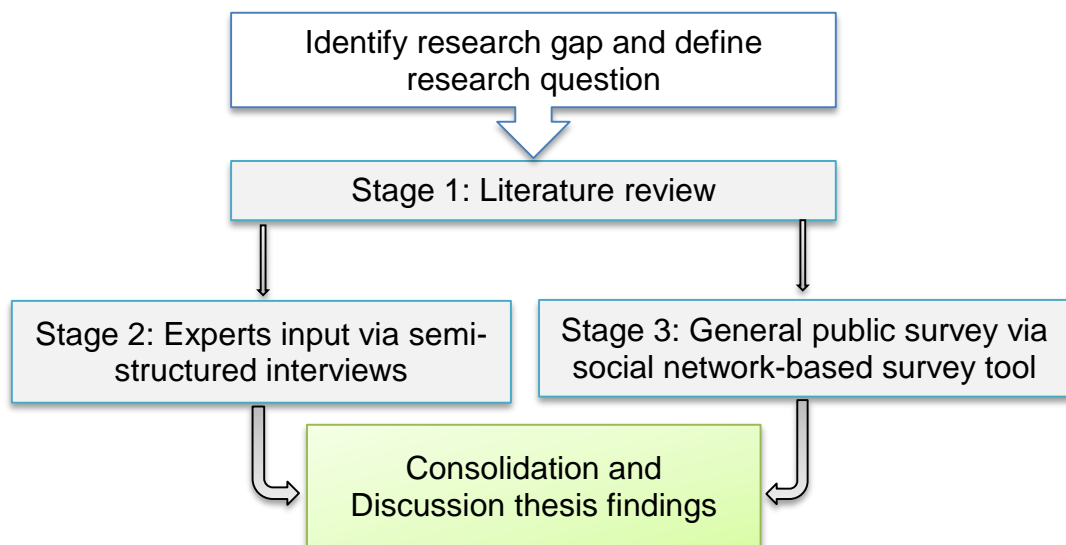 Identify research gap and define
research question
Stage 1: Literature review
Stage 2: Experts input via semi-
structured interviews
Stage 3: General public survey via
social network-based survey tool
Consolidation and
Discussion thesis findings